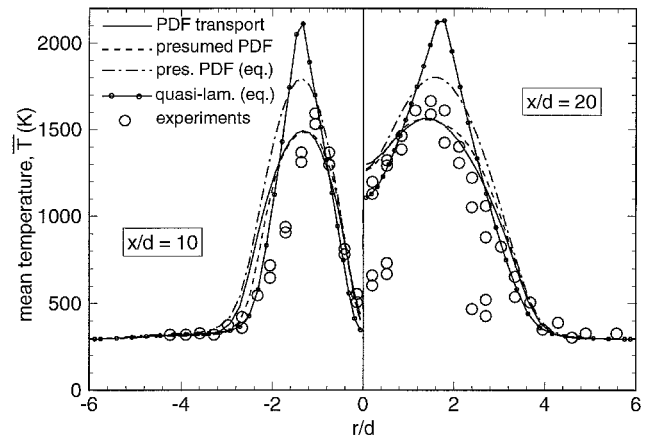 PDF transport
presumed PDF
pres. PDF (eq.)
quasi-lam. (eq.)
experiments
x/d = 20
x/d = 10
mean temperature, T̅ (K)
2000
1500
1000
500
0
-6 -4 -2 0 2 4 6
r/d